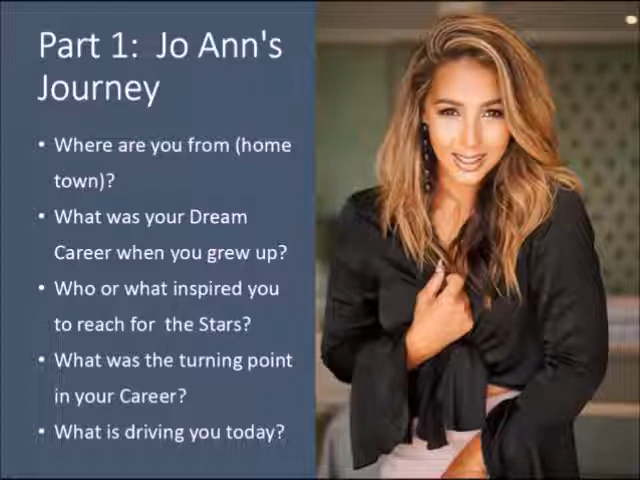 Part 1:  Jo Ann's
Journey
• Where are you from (home
town)?
• What was your Dream
Career when you grew up?
• Who or what inspired you
to reach for  the Stars?
• What was the turning point
in your Career?
• What is driving you today?